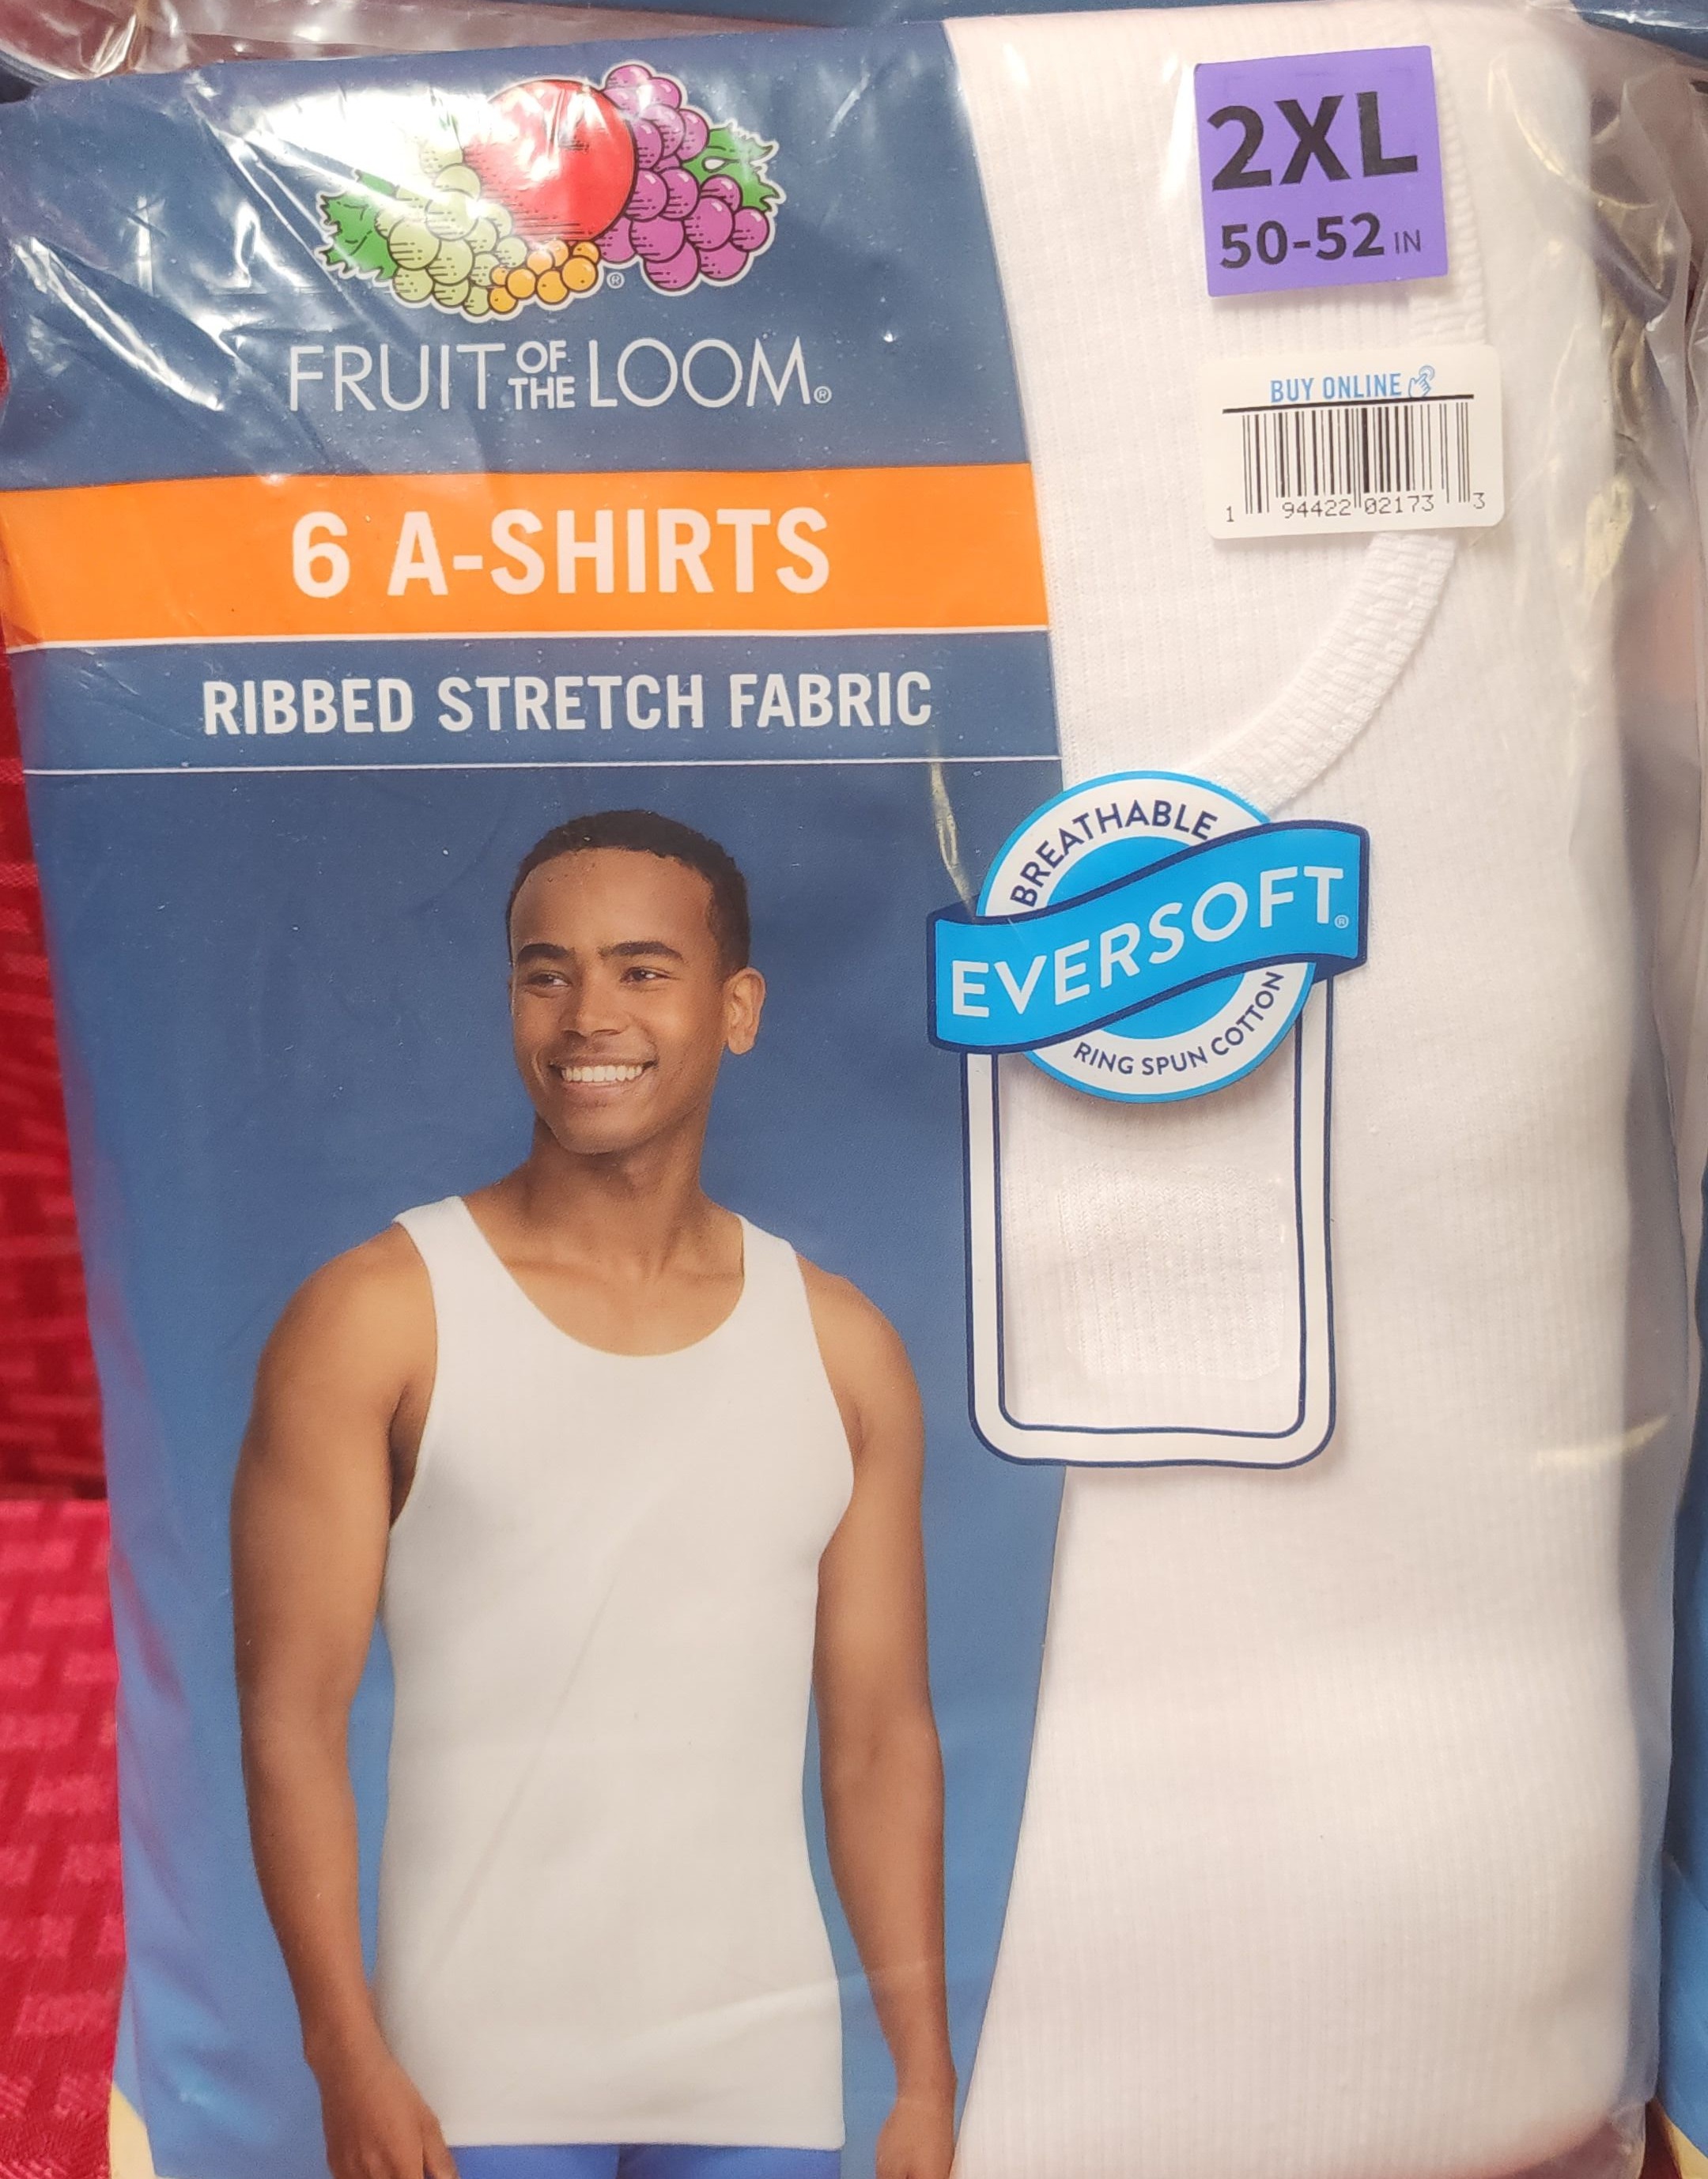 FRUIT OF THE LOOM®
6 A-SHIRTS
RIBBED STRETCH FABRIC
2XL
50-52 IN
BUY ONLINE
1 94422 02173 3
BREATHABLE
EVERSOFT®
RING SPUN COTTON
®